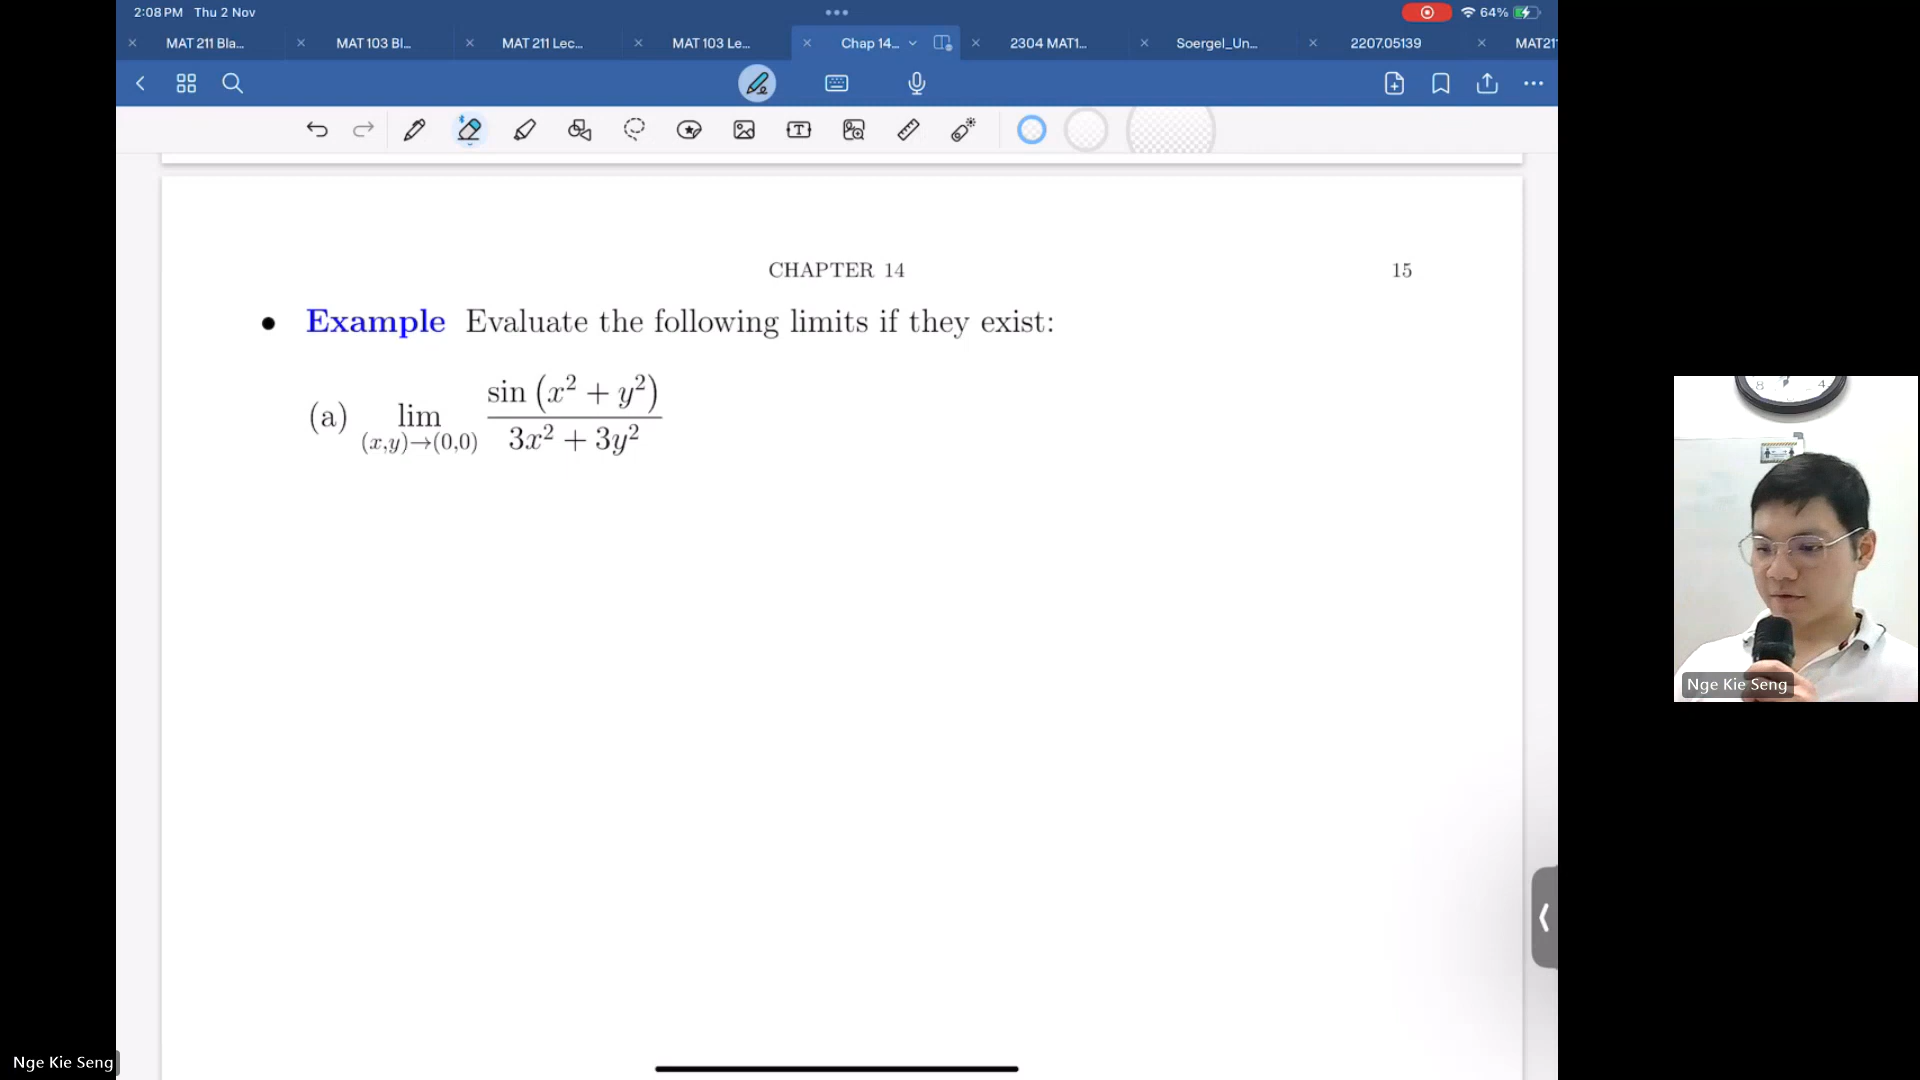 2:08 PM Thu 2 Nov
64%
MAT 211 Bla...
MAT 103 Bl...
MAT 211 Lec...
MAT 103 Le...
Chap 14...
2304 MAT1...
Soergel_Un...
2207.05139
MAT21
CHAPTER 14
15
• Example Evaluate the following limits if they exist:
(a) lim (x,y)→(0,0) sin (x² + y²) / 3x² + 3y²
8 4
Nge Kie Seng
Nge Kie Seng